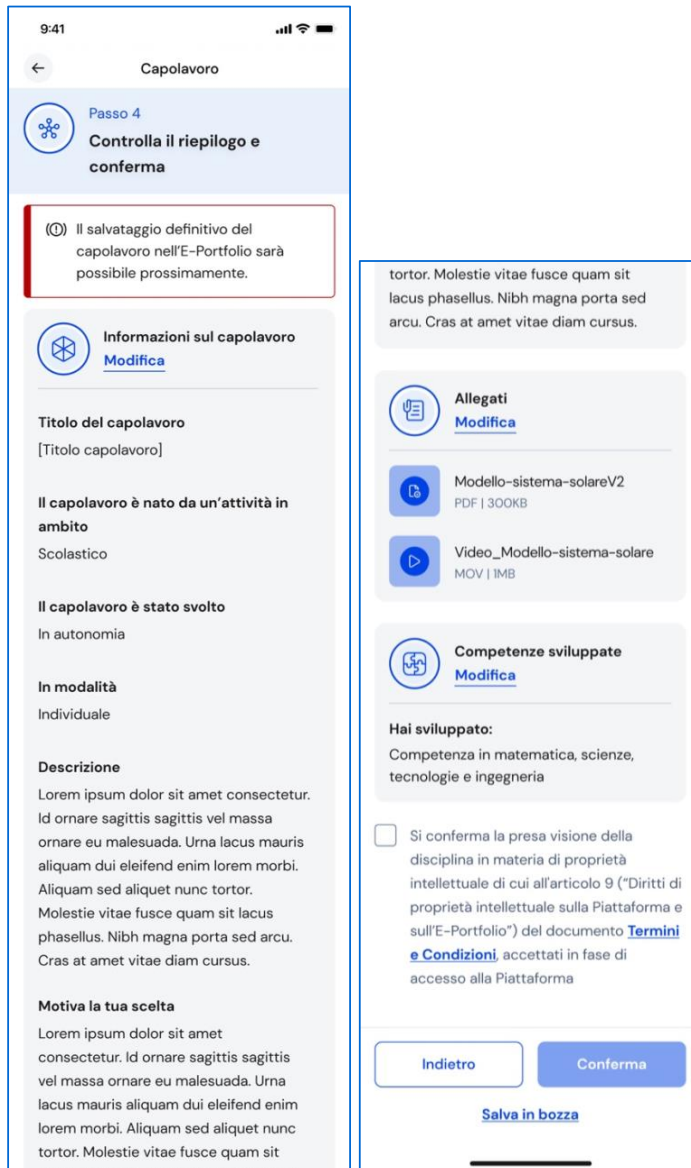 9:41
Capolavoro
Passo 4
Controlla il riepilogo e
conferma
Il salvataggio definitivo del
capolavoro nell'E-Portfolio sarà
possibile prossimamente.
Informazioni sul capolavoro
Modifica
Titolo del capolavoro
[Titolo capolavoro]
Il capolavoro è nato da un'attività in
ambito
Scolastico
Il capolavoro è stato svolto
In autonomia
In modalità
Individuale
Descrizione
Lorem ipsum dolor sit amet consectetur.
Id ornare sagittis sagittis vel massa
ornare eu malesuada. Urna lacus mauris
aliquam dui eleifend enim lorem morbi.
Aliquam sed aliquet nunc tortor.
Molestie vitae fusce quam sit lacus
phasellus. Nibh magna porta sed arcu.
Cras at amet vitae diam cursus.
Motiva la tua scelta
Lorem ipsum dolor sit amet
consectetur. Id ornare sagittis sagittis
vel massa ornare eu malesuada. Urna
lacus mauris aliquam dui eleifend enim
lorem morbi. Aliquam sed aliquet nunc
tortor. Molestie vitae fusce quam sit
tortor. Molestie vitae fusce quam sit
lacus phasellus. Nibh magna porta sed
arcu. Cras at amet vitae diam cursus.
Allegati
Modifica
Modello-sistema-solareV2
PDF | 300KB
Video_Modello-sistema-solare
MOV | 1MB
Competenze sviluppate
Modifica
Hai sviluppato:
Competenza in matematica, scienze,
tecnologie e ingegneria
Si conferma la presa visione della
disciplina in materia di proprietà
intellettuale di cui all'articolo 9 ("Diritti di
proprietà intellettuale sulla Piattaforma e
sull'E-Portfolio") del documento Termini
e Condizioni, accettati in fase di
accesso alla Piattaforma
Indietro
Conferma
Salva in bozza